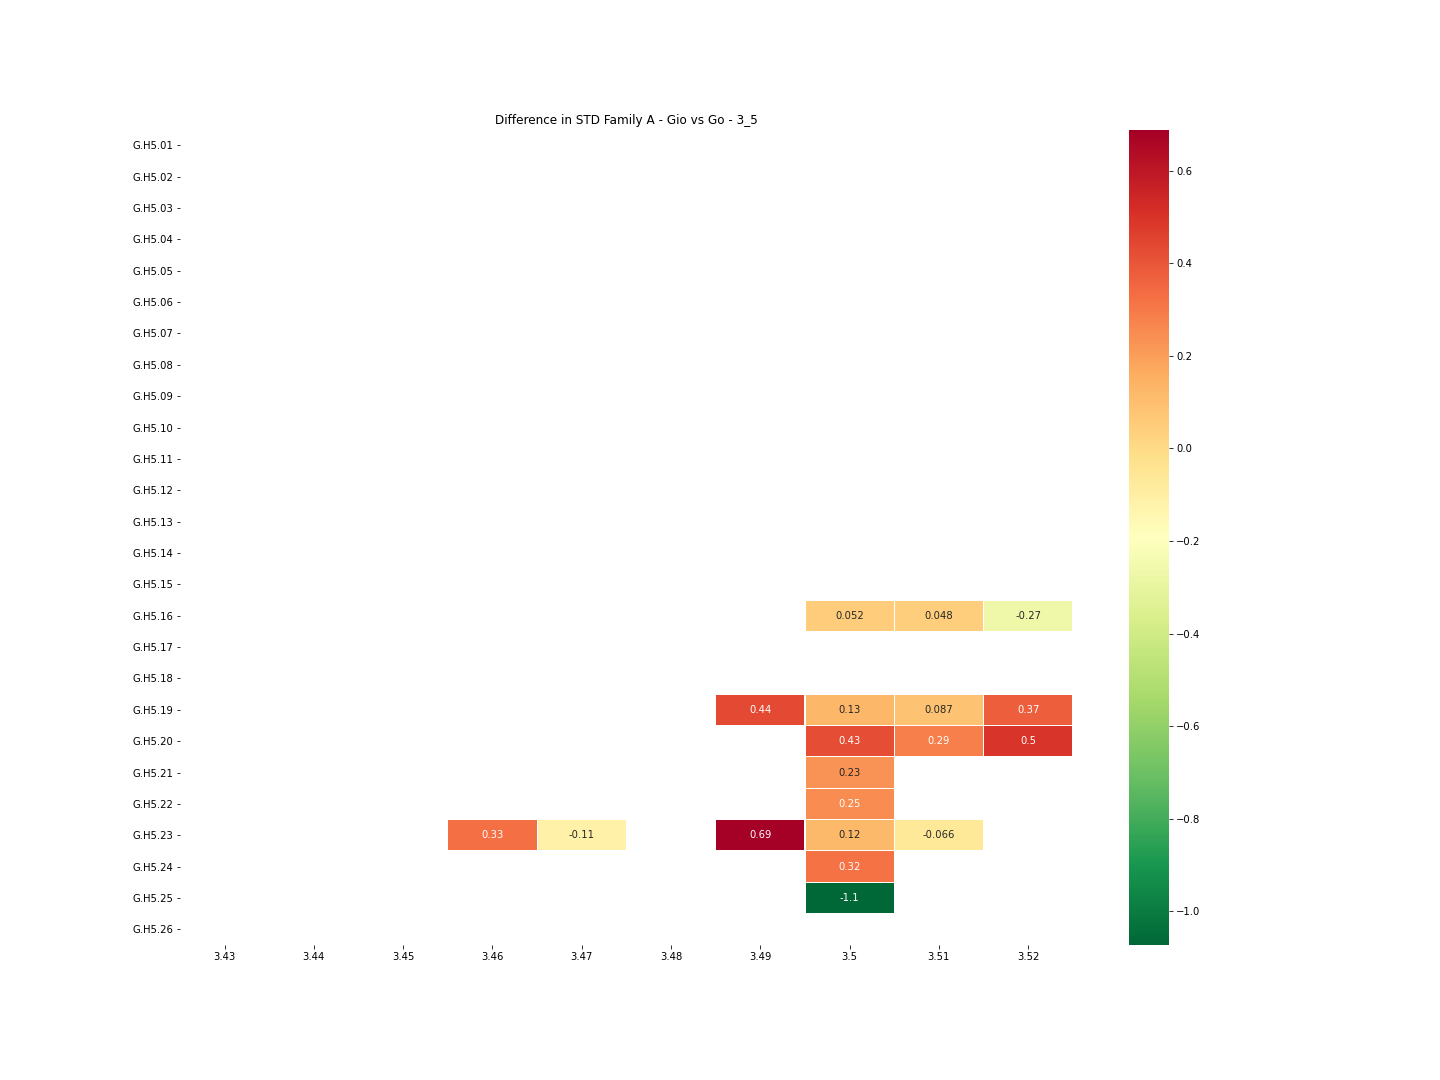 Difference in STD Family A - Gio vs Go - 3_5
G.H5.01
G.H5.02
G.H5.03
G.H5.04
G.H5.05
G.H5.06
G.H5.07
G.H5.08
G.H5.09
G.H5.10
G.H5.11
G.H5.12
G.H5.13
G.H5.14
G.H5.15
G.H5.16 0.052 0.048 -0.27
G.H5.17
G.H5.18
G.H5.19 0.44 0.13 0.087 0.37
G.H5.20 0.43 0.29 0.5
G.H5.21 0.23
G.H5.22 0.25
G.H5.23 0.33 -0.11 0.69 0.12 -0.066
G.H5.24 0.32
G.H5.25 -1.1
G.H5.26
3.43 3.44 3.45 3.46 3.47 3.48 3.49 3.5 3.51 3.52
0.6
0.4
0.2
0.0
−0.2
−0.4
−0.6
−0.8
−1.0